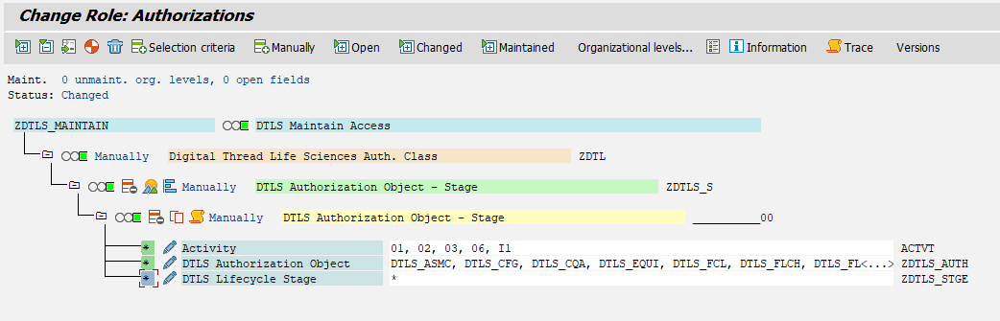 Change Role: Authorizations
Selection criteria Manually Open Changed Maintained Organizational levels... Information Trace Versions
Maint. 0 unmaint. org. levels, 0 open fields
Status: Changed
ZDTLS_MAINTAIN DTLS Maintain Access
Manually Digital Thread Life Sciences Auth. Class ZDTL
Manually DTLS Authorization Object - Stage ZDTLS_S
Manually DTLS Authorization Object - Stage __________00
Activity 01, 02, 03, 06, I1 ACTVT
DTLS Authorization Object DTLS_ASMC, DTLS_CFG, DTLS_CQA, DTLS_EQUI, DTLS_FCL, DTLS_FLCH, DTLS_FL<...> ZDTLS_AUTH
DTLS Lifecycle Stage * ZDTLS_STGE